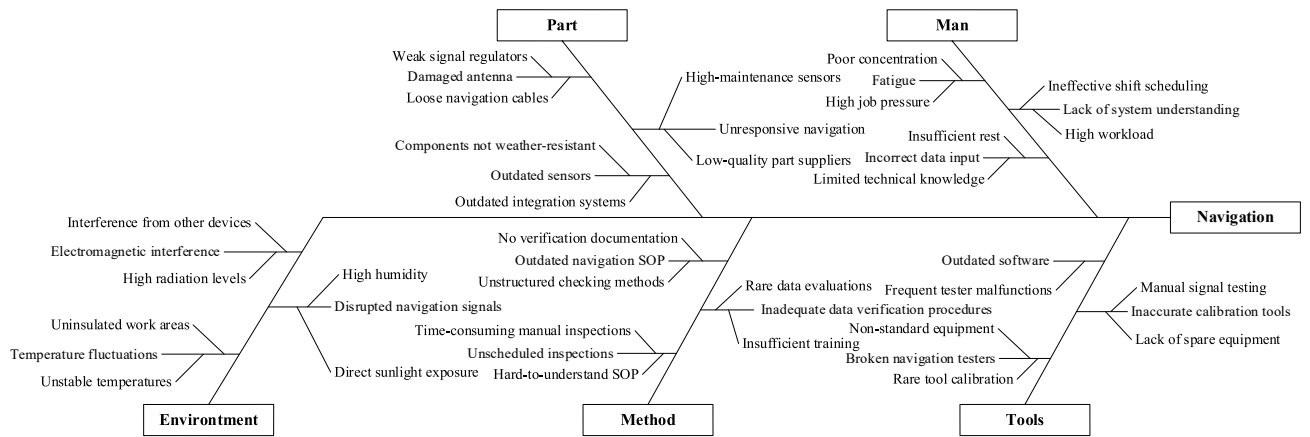 Part
Man
Weak signal regulators
Damaged antenna
Loose navigation cables
High-maintenance sensors
Unresponsive navigation
Low-quality part suppliers
Components not weather-resistant
Outdated sensors
Outdated integration systems
Poor concentration
Fatigue
High job pressure
Ineffective shift scheduling
Lack of system understanding
High workload
Insufficient rest
Incorrect data input
Limited technical knowledge
Navigation
Interference from other devices
Electromagnetic interference
High radiation levels
High humidity
Disrupted navigation signals
Direct sunlight exposure
Uninsulated work areas
Temperature fluctuations
Unstable temperatures
No verification documentation
Outdated navigation SOP
Unstructured checking methods
Rare data evaluations
Inadequate data verification procedures
Insufficient training
Time-consuming manual inspections
Unscheduled inspections
Hard-to-understand SOP
Outdated software
Frequent tester malfunctions
Manual signal testing
Inaccurate calibration tools
Lack of spare equipment
Non-standard equipment
Broken navigation testers
Rare tool calibration
Environtment
Method
Tools